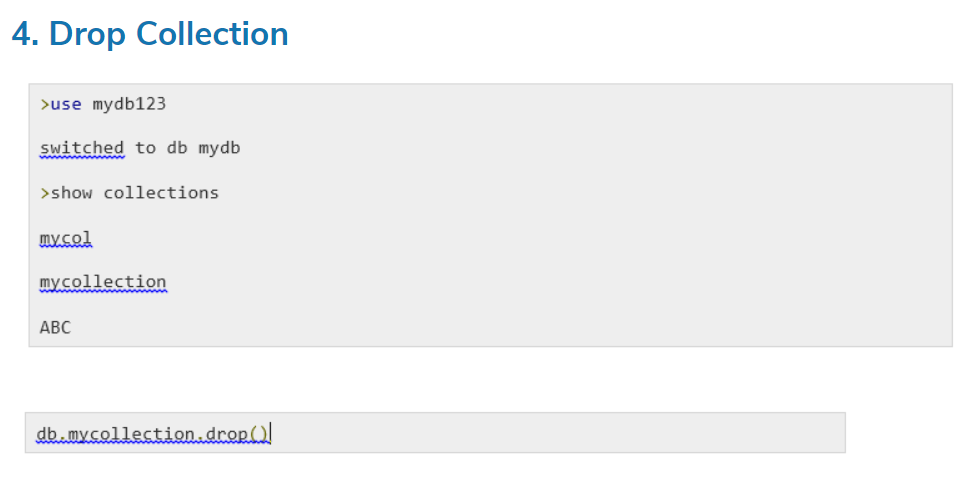 4. Drop Collection
>use mydb123
switched to db mydb
>show collections
mycol
mycollection
ABC
db.mycollection.drop()